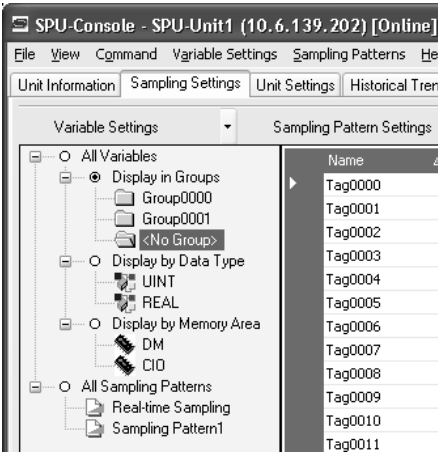 SPU-Console - SPU-Unit1 (10.6.139.202) [Online]
File View Command Variable Settings Sampling Patterns
Unit Information Sampling Settings Unit Settings Historical
Variable Settings Sampling Pattern Settings
All Variables
Display in Groups
Group0000
Group0001
<No Group>
Display by Data Type
UINT
REAL
Display by Memory Area
DM
CIO
All Sampling Patterns
Real-time Sampling
Sampling Pattern1
Name
Tag0000
Tag0001
Tag0002
Tag0003
Tag0004
Tag0005
Tag0006
Tag0007
Tag0008
Tag0009
Tag0010
Tag0011